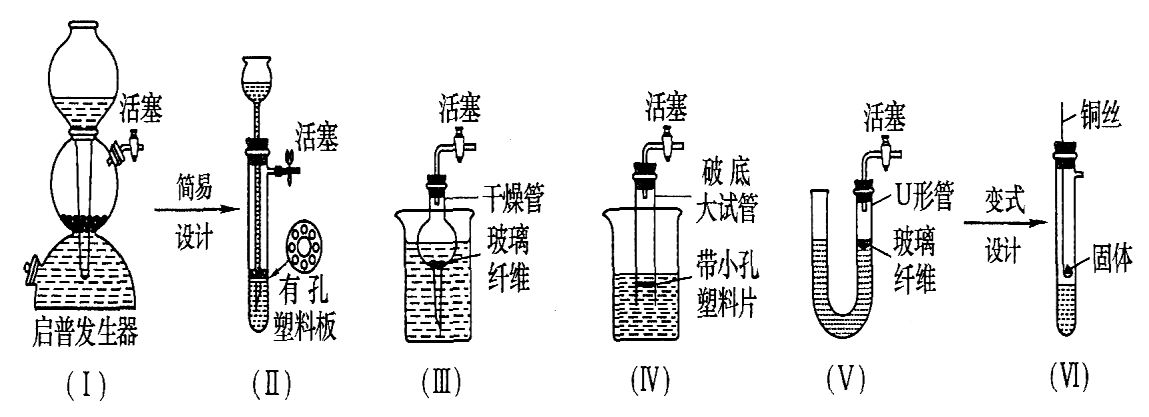 活塞
启普发生器
(Ⅰ)
简易
设计
活塞
有孔
塑料板
(Ⅱ)
活塞
干燥管
玻璃
纤维
(Ⅲ)
活塞
破底
大试管
带小孔
塑料片
(Ⅳ)
活塞
U形管
玻璃
纤维
(Ⅴ)
变式
设计
铜丝
固体
(Ⅵ)